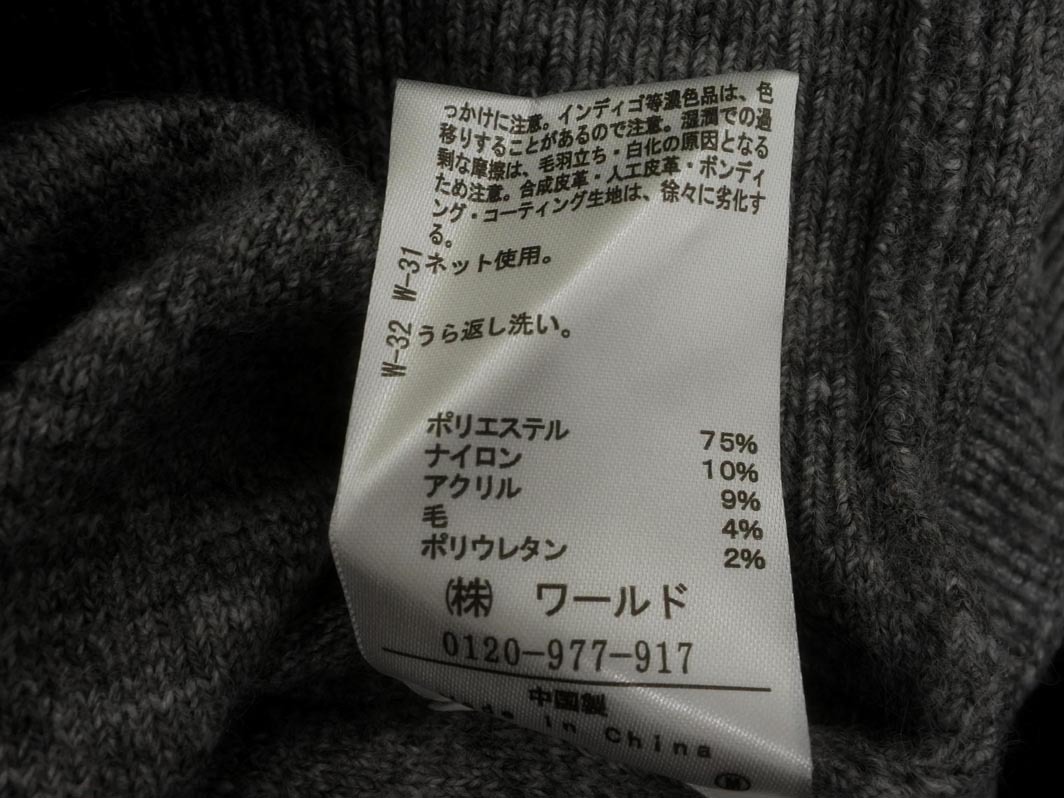 っかけに注意。インディゴ等濃色品は、色
移りすることがあるので注意。湿潤での過
剰な摩擦は、毛羽立ち・白化の原因となる
ため注意。合成皮革・人工皮革・ボンディ
ング・コーティング生地は、徐々に劣化す
る。
W-31 ネット使用。
W-32 うら返し洗い。
ポリエステル 75%
ナイロン 10%
アクリル 9%
毛 4%
ポリウレタン 2%
㈱ ワールド
0120-977-917
中国製
in China
M